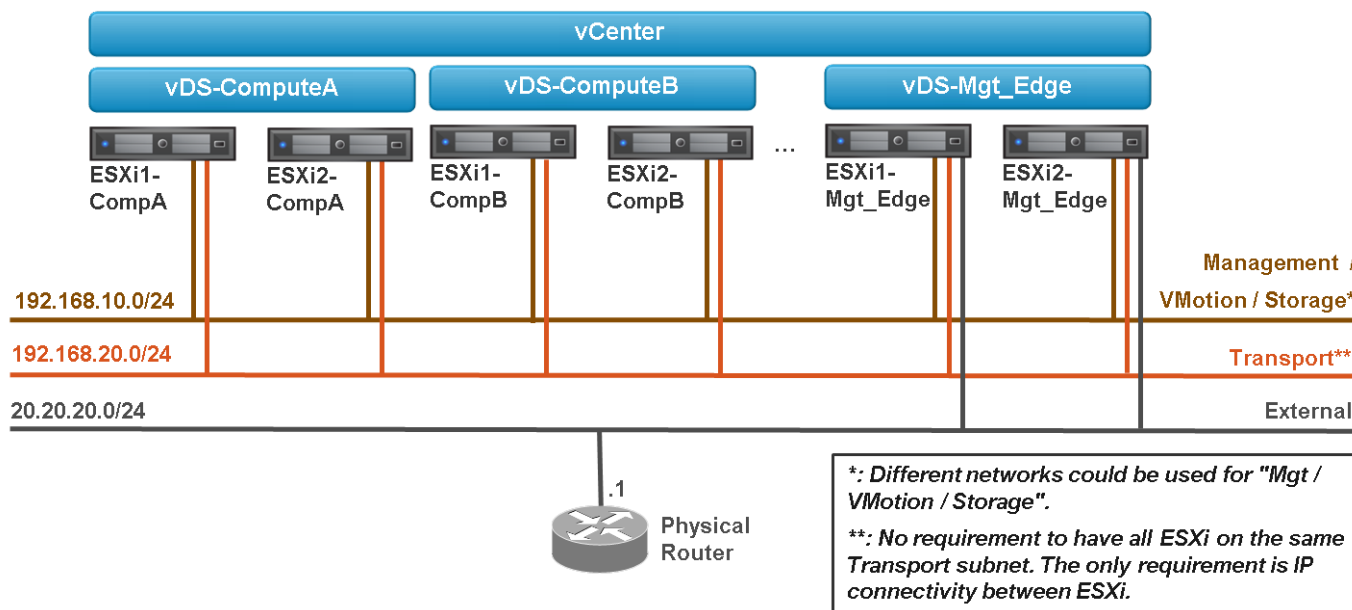 vCenter
vDS-ComputeA
vDS-ComputeB
vDS-Mgt_Edge
...
ESXi1-
CompA
ESXi2-
CompA
ESXi1-
CompB
ESXi2-
CompB
ESXi1-
Mgt_Edge
ESXi2-
Mgt_Edge
Management /
192.168.10.0/24
VMotion / Storage*
192.168.20.0/24
Transport**
20.20.20.0/24
External
.1
Physical
Router
*: Different networks could be used for "Mgt /
VMotion / Storage".
**: No requirement to have all ESXi on the same
Transport subnet. The only requirement is IP
connectivity between ESXi.